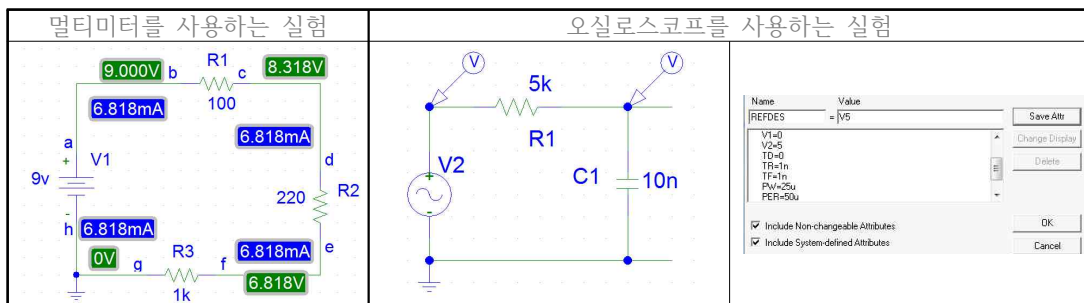 멀티미터를 사용하는 실험
오실로스코프를 사용하는 실험
9.000V b R1 c 8.318V
100
6.818mA
6.818mA
a
+ V1
9v
-
d
220 R2
e
h 6.818mA
6.818mA
0V
g R3 f
6.818V
1k
V
V
5k
R1
V2
+
-
C1 10n
Name Value
REFDES = V5
V1=0
V2=5
TD=0
TR=1n
TF=1n
PW=25u
PER=50u
Save Attr
Change Display
Delete
Include Non-changeable Attributes
Include System-defined Attributes
OK
Cancel